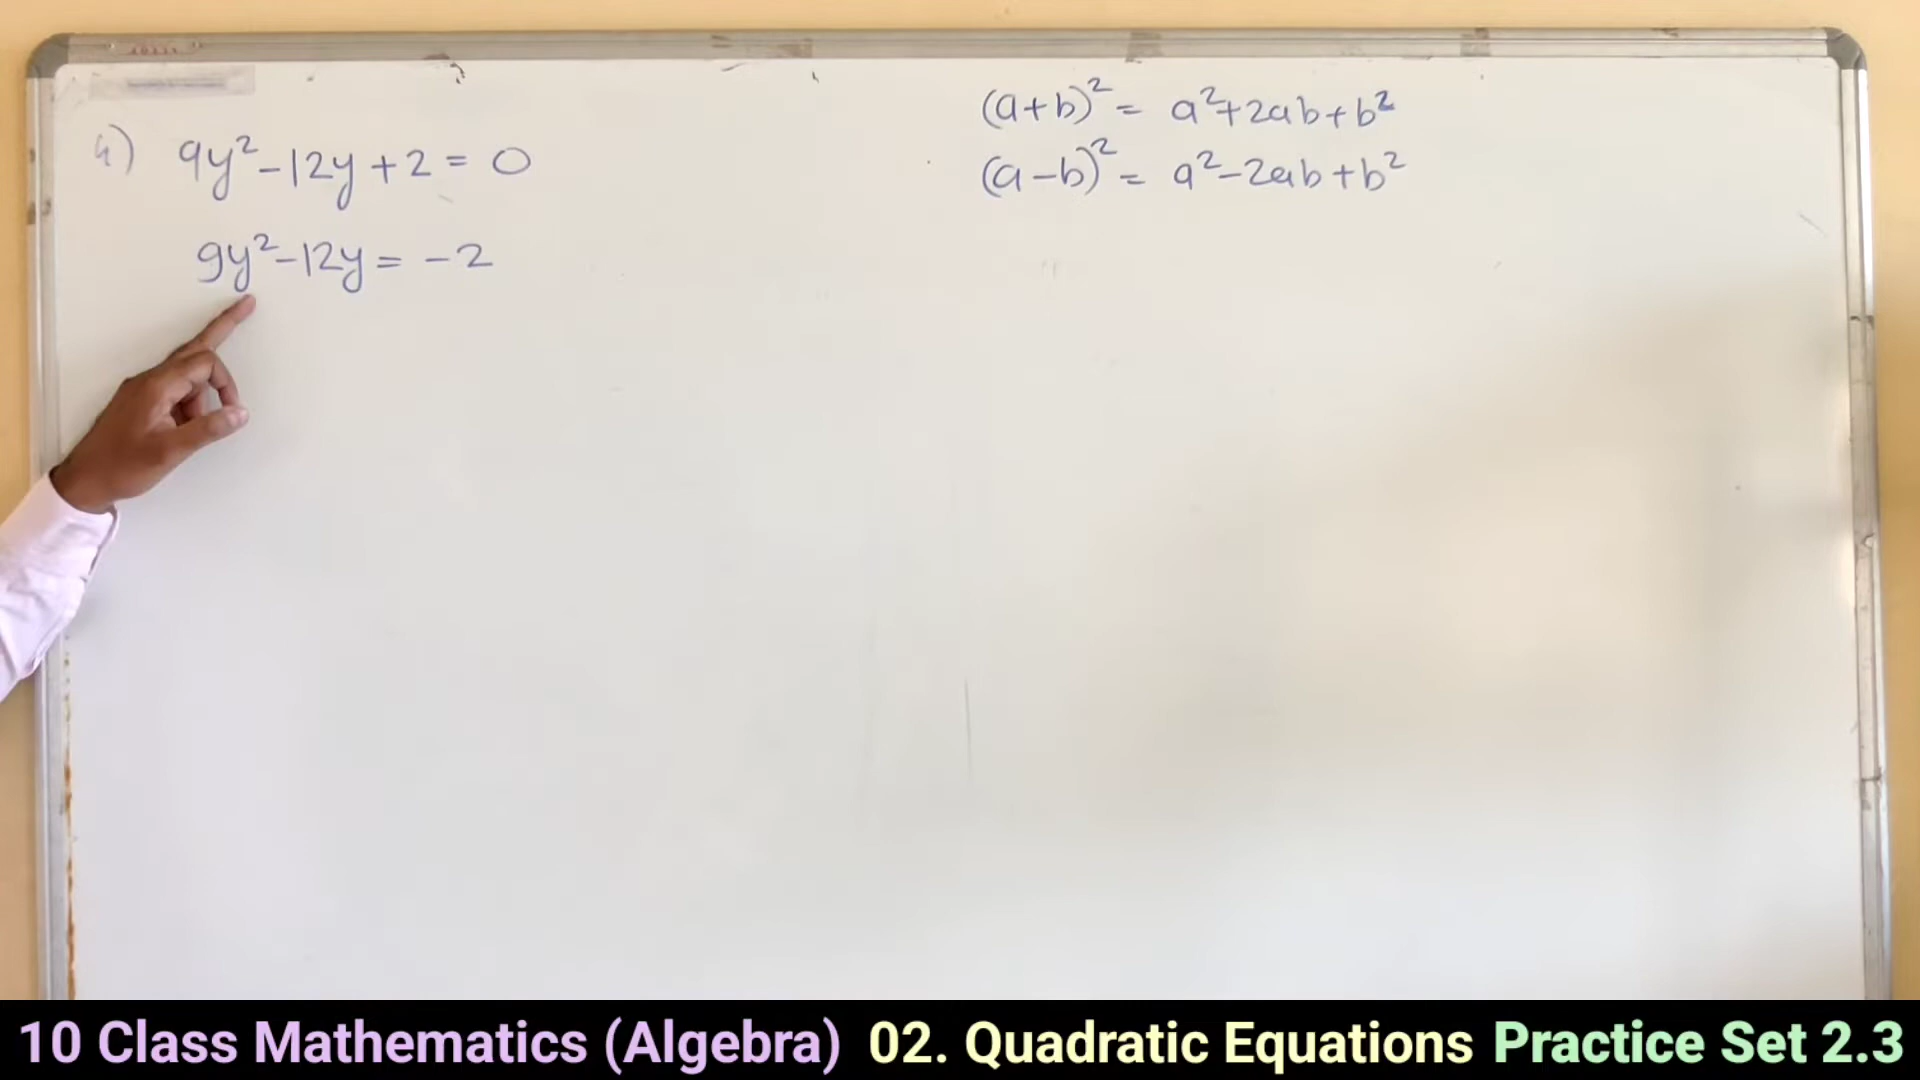 4) 9y²-12y+2=0
9y²-12y=-2
(a+b)²= a²+2ab+b²
(a-b)²= a²-2ab+b²
10 Class Mathematics (Algebra) 02. Quadratic Equations Practice Set 2.3